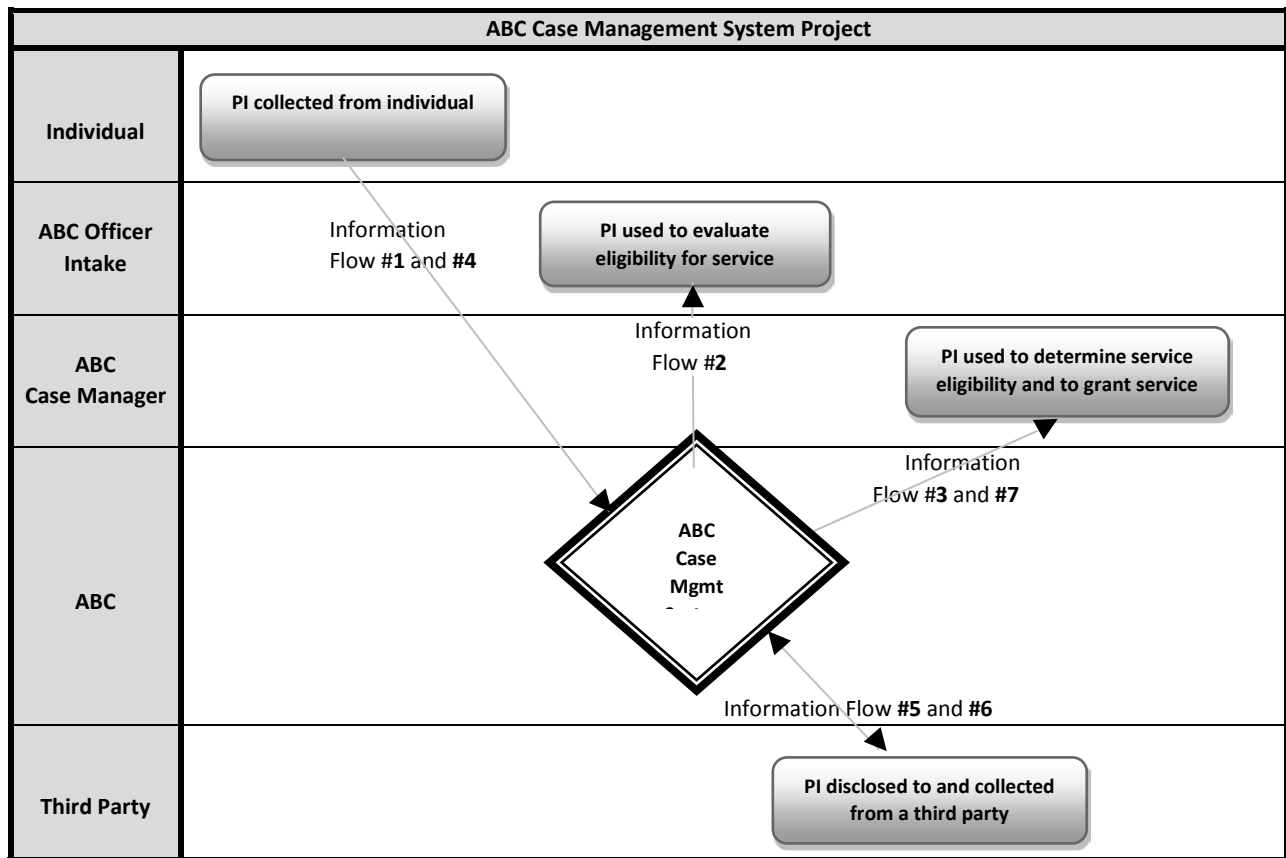 ABC Case Management System Project
Individual
PI collected from individual
ABC Officer
Intake
Information
Flow #1 and #4
PI used to evaluate
eligibility for service
ABC
Case Manager
Information
Flow #2
PI used to determine service
eligibility and to grant service
ABC
ABC
Case
Mgmt
Information
Flow #3 and #7
Information Flow #5 and #6
Third Party
PI disclosed to and collected
from a third party